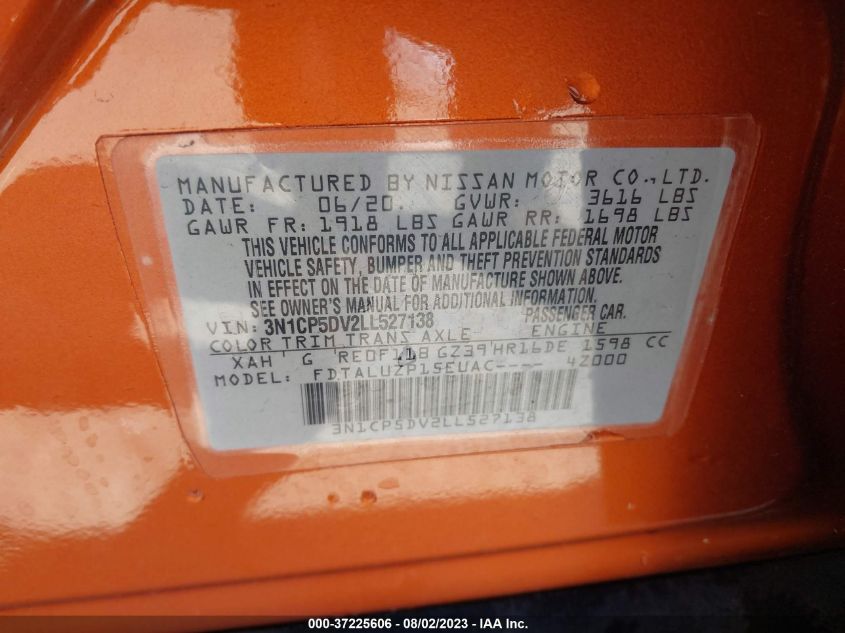 MANUFACTURED BY NISSAN MOTOR CO.,LTD.
DATE: 06/20. GVWR: 3616 LBS
GAWR FR: 1918 LBS GAWR RR: 1698 LBS
THIS VEHICLE CONFORMS TO ALL APPLICABLE FEDERAL MOTOR
VEHICLE SAFETY, BUMPER AND THEFT PREVENTION STANDARDS
IN EFFECT ON THE DATE OF MANUFACTURE SHOWN ABOVE.
SEE OWNER'S MANUAL FOR ADDITIONAL INFORMATION.
VIN: 3N1CP5DV2LL527138 PASSENGER CAR.
COLOR TRIM TRANS AXLE ENGINE
XAH G RE0F11B GZ39 HR16DE 1598 CC
MODEL: FDTALUZP15EUAC---- 4Z000
3N1CP5DV2LL527138
000-37225606 - 08/02/2023 - IAAI.com